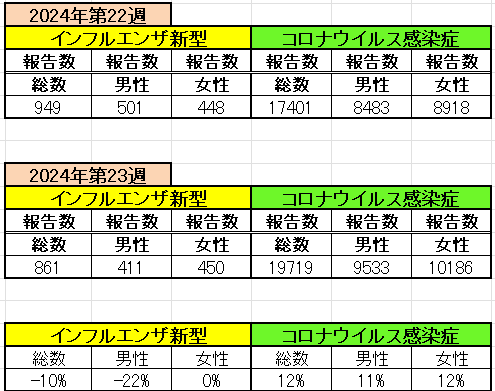 2024年第22週
インフルエンザ新型 コロナウイルス感染症
報告数 報告数 報告数 報告数 報告数 報告数
総数 男性 女性 総数 男性 女性
949 501 448 17401 8483 8918
2024年第23週
インフルエンザ新型 コロナウイルス感染症
報告数 報告数 報告数 報告数 報告数 報告数
総数 男性 女性 総数 男性 女性
861 411 450 19719 9533 10186
インフルエンザ新型 コロナウイルス感染症
総数 男性 女性 総数 男性 女性
-10% -22% 0% 12% 11% 12%